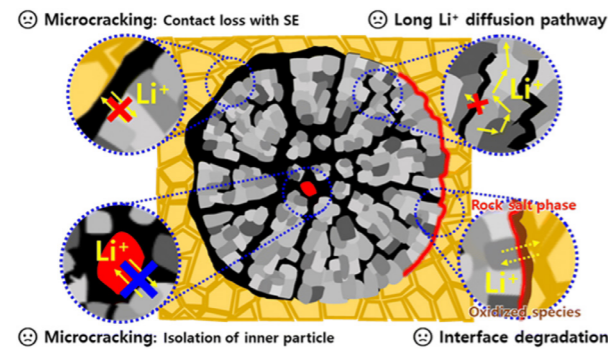 Microcracking: Contact loss with SE
Long Li⁺ diffusion pathway
Li⁺
Li⁺
Li⁺
Rock salt phase
Li⁺
Oxidized species
Microcracking: Isolation of inner particle
Interface degradation